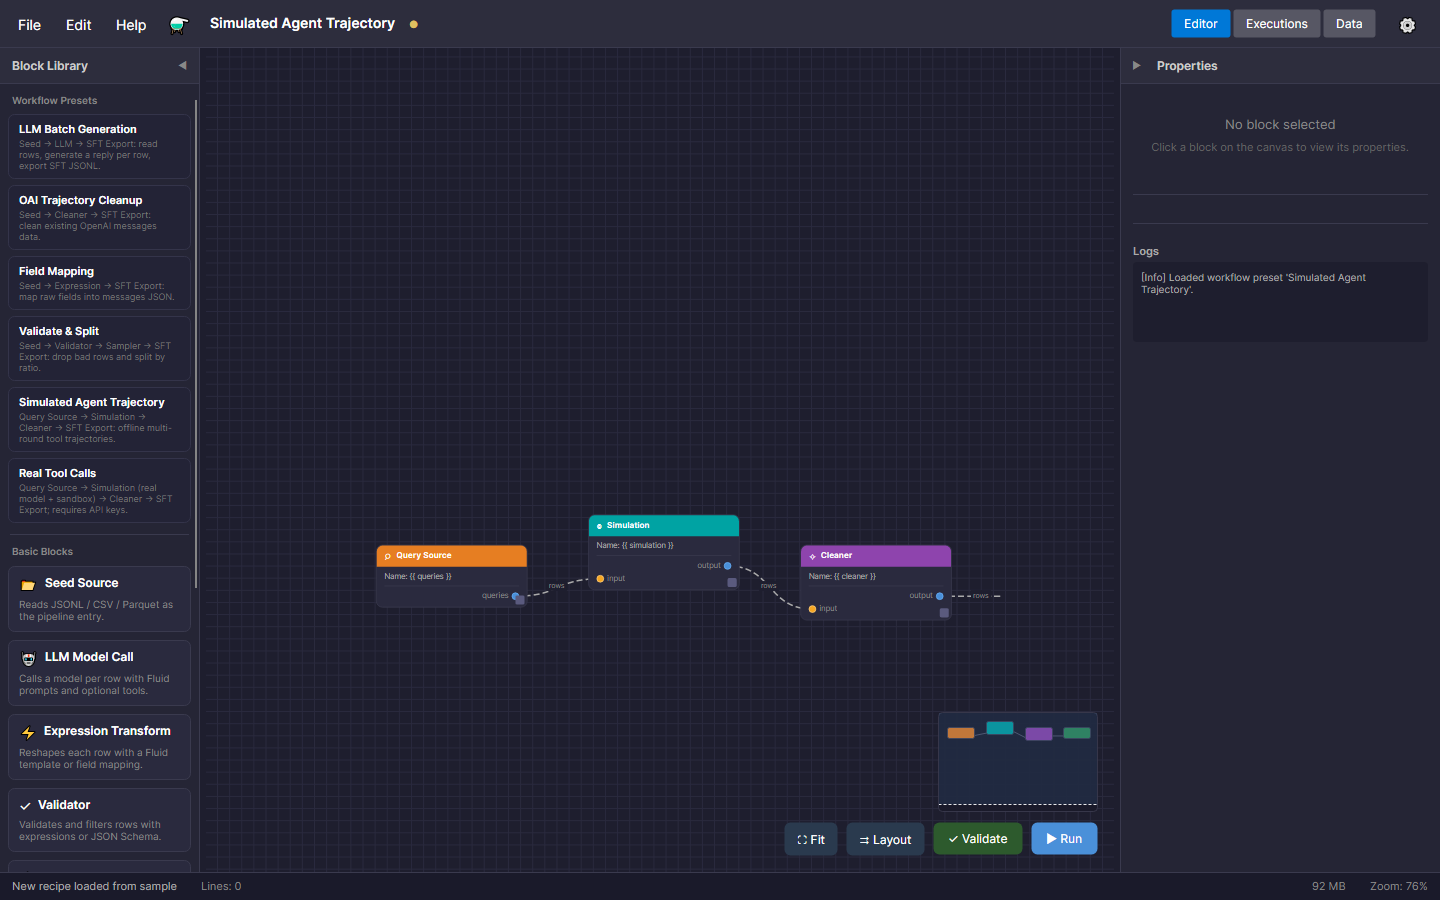 File Edit Help
Simulated Agent Trajectory
Editor Executions Data
Block Library
Workflow Presets
LLM Batch Generation
Seed → LLM → SFT Export: read
rows, generate a reply per row,
export SFT JSONL.
OAI Trajectory Cleanup
Seed → Cleaner → SFT Export:
clean existing OpenAI messages
data.
Field Mapping
Seed → Expression → SFT Export:
map raw fields into messages JSON.
Validate & Split
Seed → Validator → Sampler → SFT
Export: drop bad rows and split by
ratio.
Simulated Agent Trajectory
Query Source → Simulation →
Cleaner → SFT Export: offline multi-
round tool trajectories.
Real Tool Calls
Query Source → Simulation (real
model + sandbox) → Cleaner → SFT
Export; requires API keys.
Basic Blocks
Seed Source
Reads JSONL / CSV / Parquet as
the pipeline entry.
LLM Model Call
Calls a model per row with Fluid
prompts and optional tools.
Expression Transform
Reshapes each row with a Fluid
template or field mapping.
Validator
Validates and filters rows with
expressions or JSON Schema.
Query Source
Name: {{ queries }}
queries
rows
Simulation
Name: {{ simulation }}
output
input
rows
Cleaner
Name: {{ cleaner }}
output
input
rows
Fit
Layout
Validate
Run
Properties
No block selected
Click a block on the canvas to view its properties.
Logs
[Info] Loaded workflow preset 'Simulated Agent
Trajectory'.
New recipe loaded from sample
Lines: 0
92 MB
Zoom: 76%